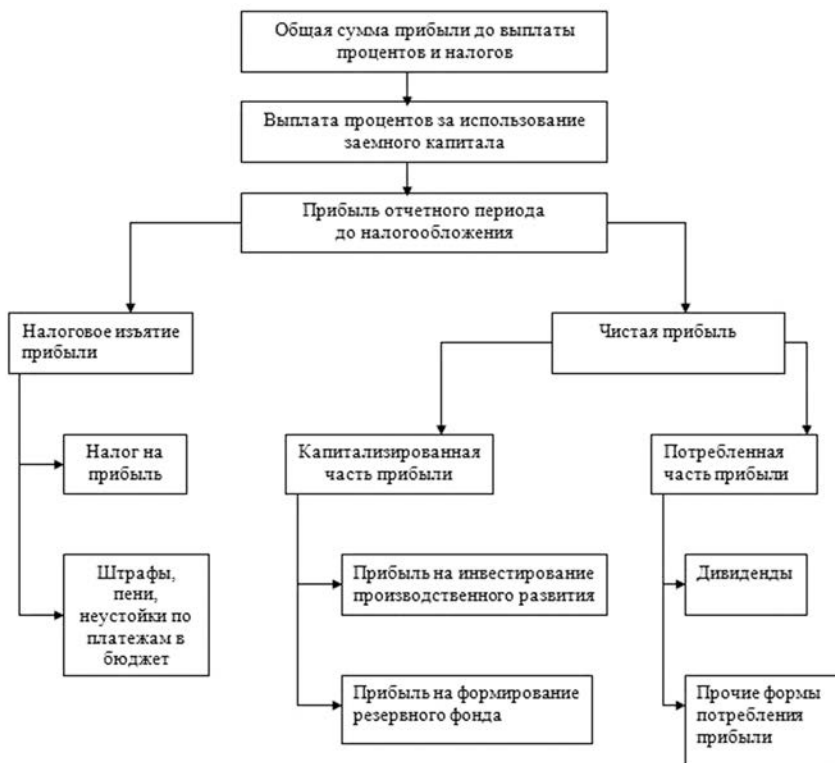 Общая сумма прибыли до выплаты
процентов и налогов
Выплата процентов за использование
заемного капитала
Прибыль отчетного периода
до налогообложения
Налоговое изъятие
прибыли
Чистая прибыль
Налог на
прибыль
Капитализированная
часть прибыли
Потребленная
часть прибыли
Штрафы,
пени,
неустойки по
платежам в
бюджет
Прибыль на инвестирование
производственного развития
Дивиденды
Прибыль на формирование
резервного фонда
Прочие формы
потребления
прибыли